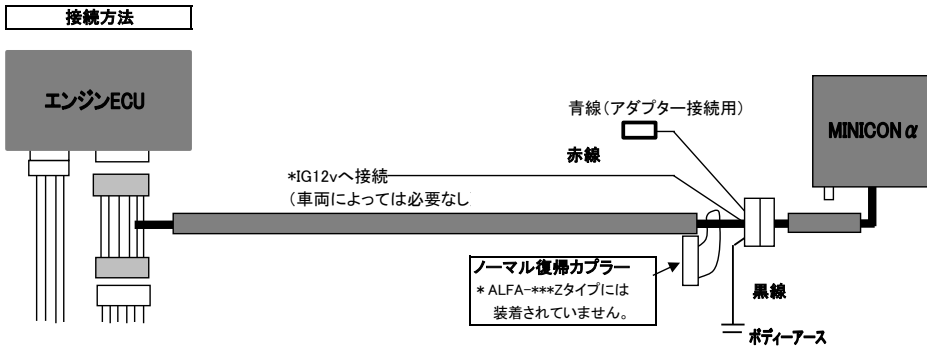 接続方法
エンジンECU
青線(アダプター接続用)
MINICON α
赤線
*IG12vへ接続
(車両によっては必要なし
ノーマル復帰カプラー
* ALFA-***Zタイプには
装着されていません。
黒線
ボディーアース